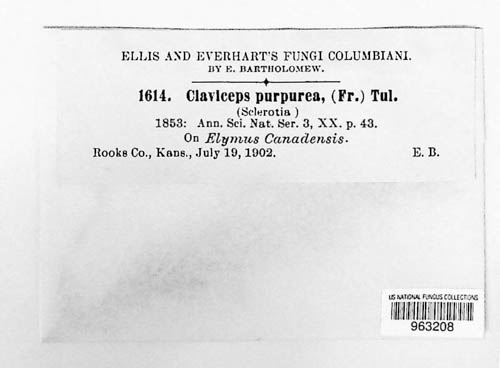 ELLIS AND EVERHART'S FUNGI COLUMBIANI.
BY E. BARTHOLOMEW.
1614. Claviceps purpurea, (Fr.) Tul.
(Sclerotia)
1853: Ann. Sci. Nat. Ser. 3, XX. p. 43.
On Elymus Canadensis.
Rooks Co., Kans., July 19, 1902. E. B.
US NATIONAL FUNGUS COLLECTIONS
963208